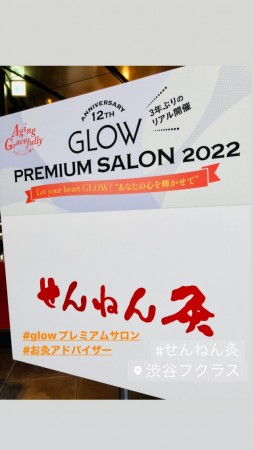 Aging
Gracefully
ANNIVERSARY
12TH
GLOW
3年ぶりの
リアル開催
PREMIUM SALON 2022
Let your heart GLOW! “あなたの心を輝かせて”
せんねん灸
#glowプレミアムサロン
#お灸アドバイザー
#せんねん灸
渋谷フクラス